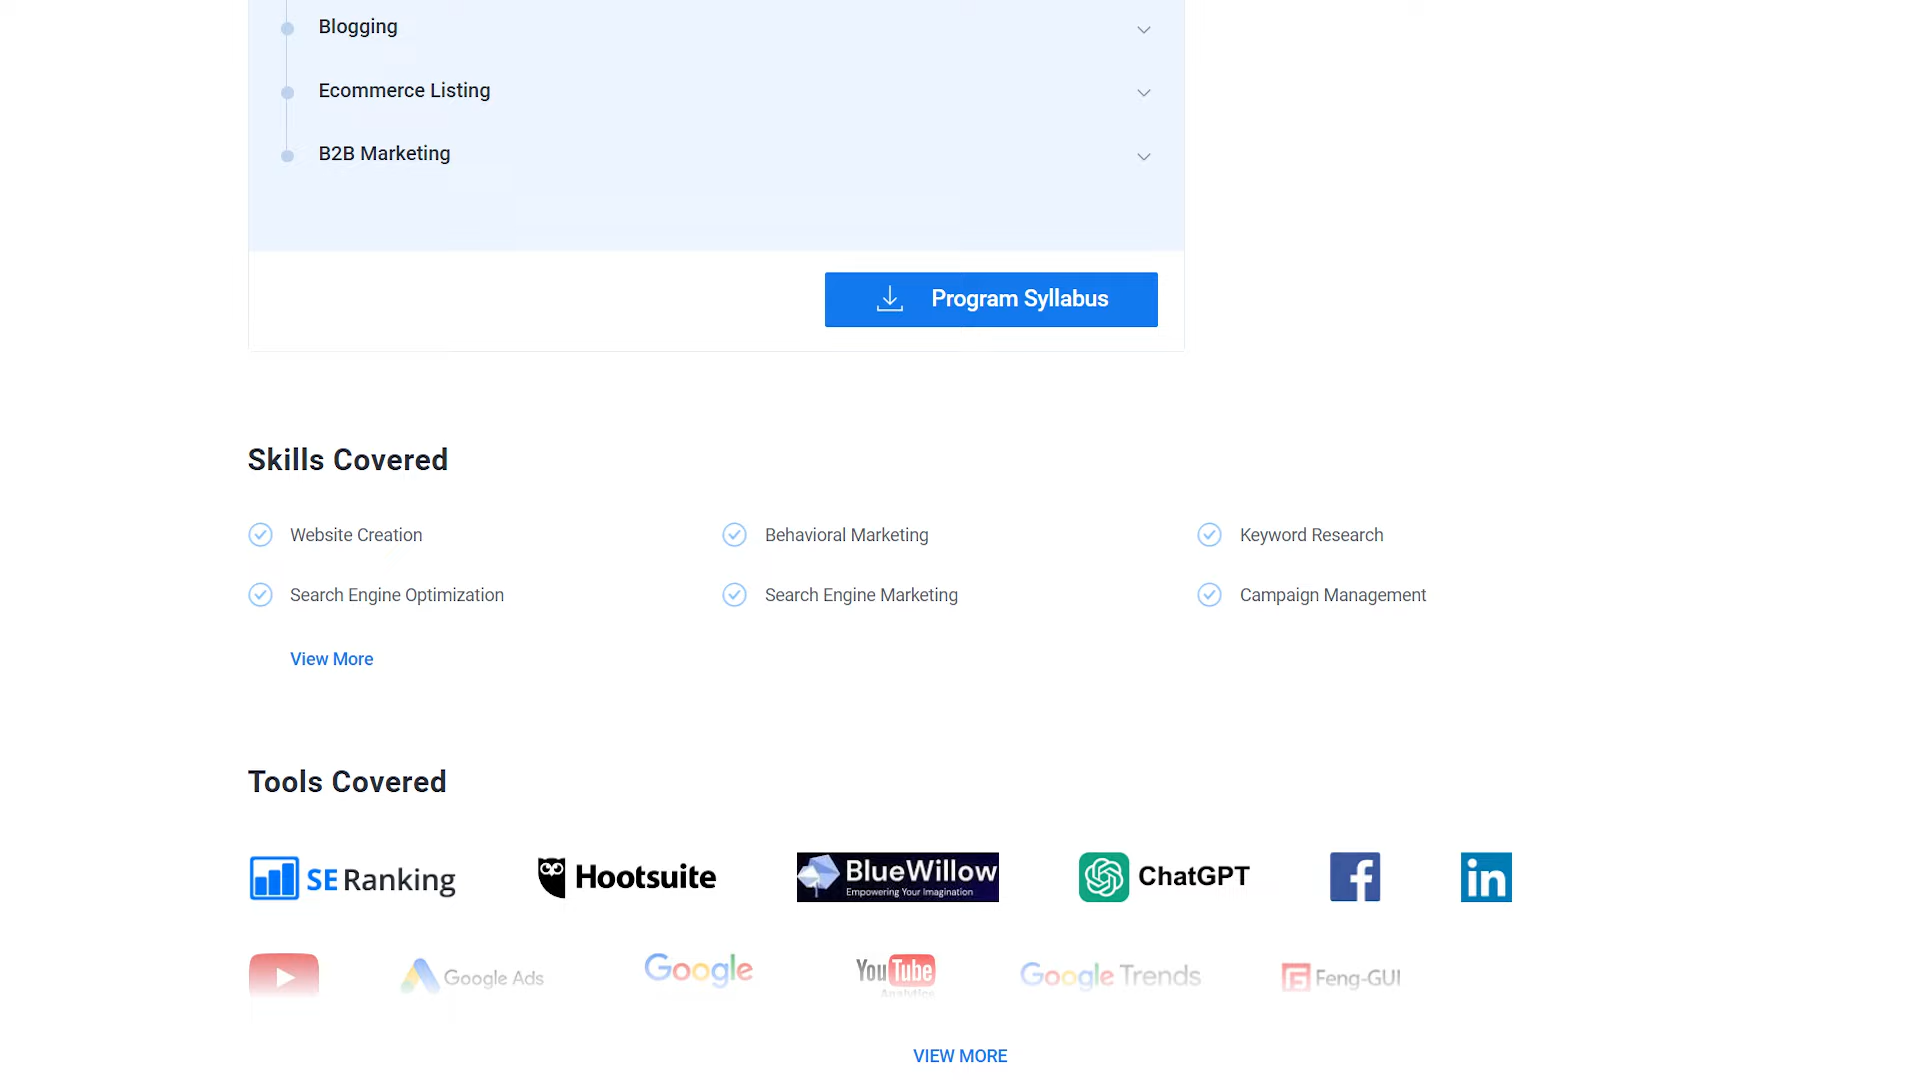 Blogging
Ecommerce Listing
B2B Marketing
Program Syllabus
Skills Covered
Website Creation
Behavioral Marketing
Keyword Research
Search Engine Optimization
Search Engine Marketing
Campaign Management
View More
Tools Covered
SE Ranking
Hootsuite
BlueWillow
Empowering Your Imagination
ChatGPT
f
in
Google Ads
Google
YouTube
Analytics
Google Trends
Feng-GUI
VIEW MORE